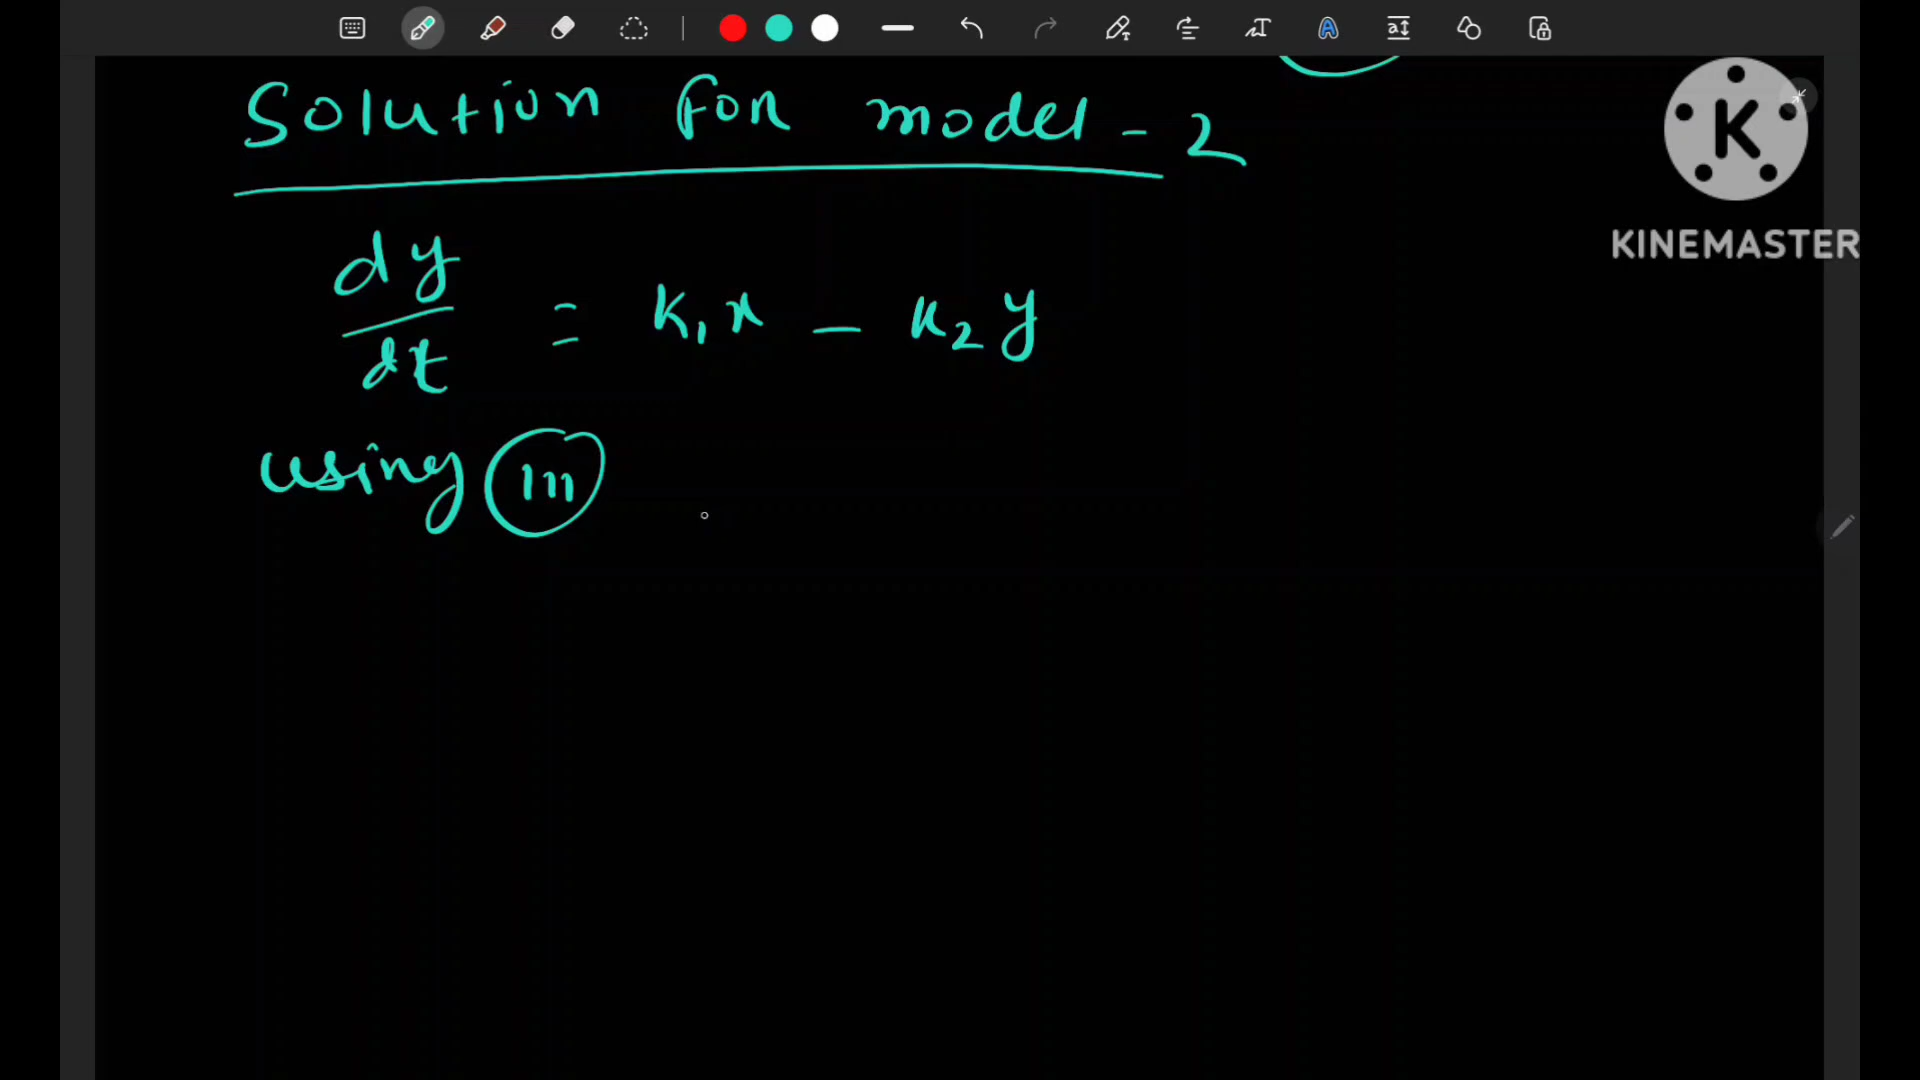 Solution for model - 2
dy/dt = k₁x - k₂y
using (III)
K
KINEMASTER